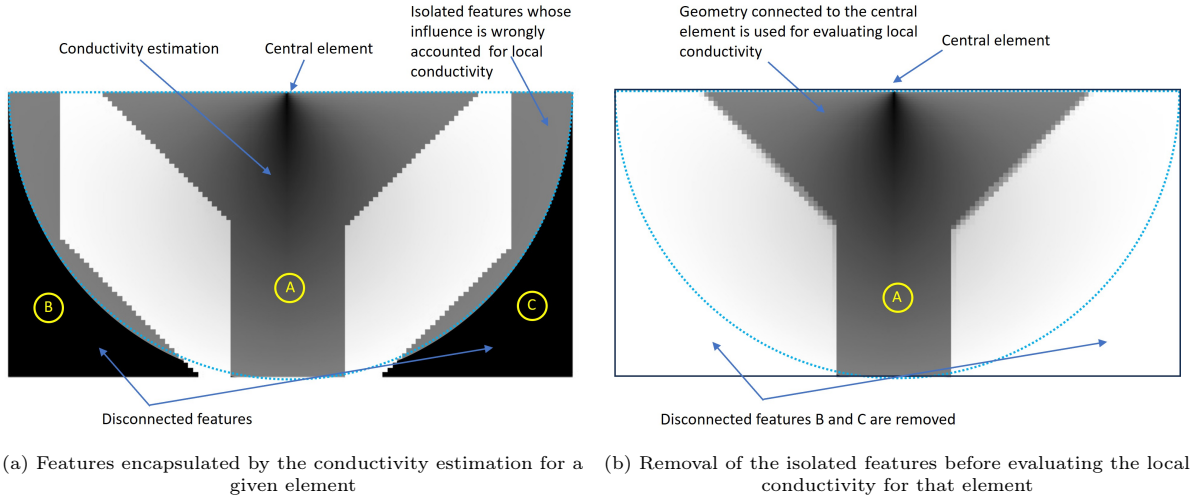 Conductivity estimation
Central element
Isolated features whose
influence is wrongly
accounted for local
conductivity
A
B
C
Disconnected features
(a) Features encapsulated by the conductivity estimation for a
given element
Geometry connected to the central
element is used for evaluating local
conductivity
Central element
A
Disconnected features B and C are removed
(b) Removal of the isolated features before evaluating the local
conductivity for that element